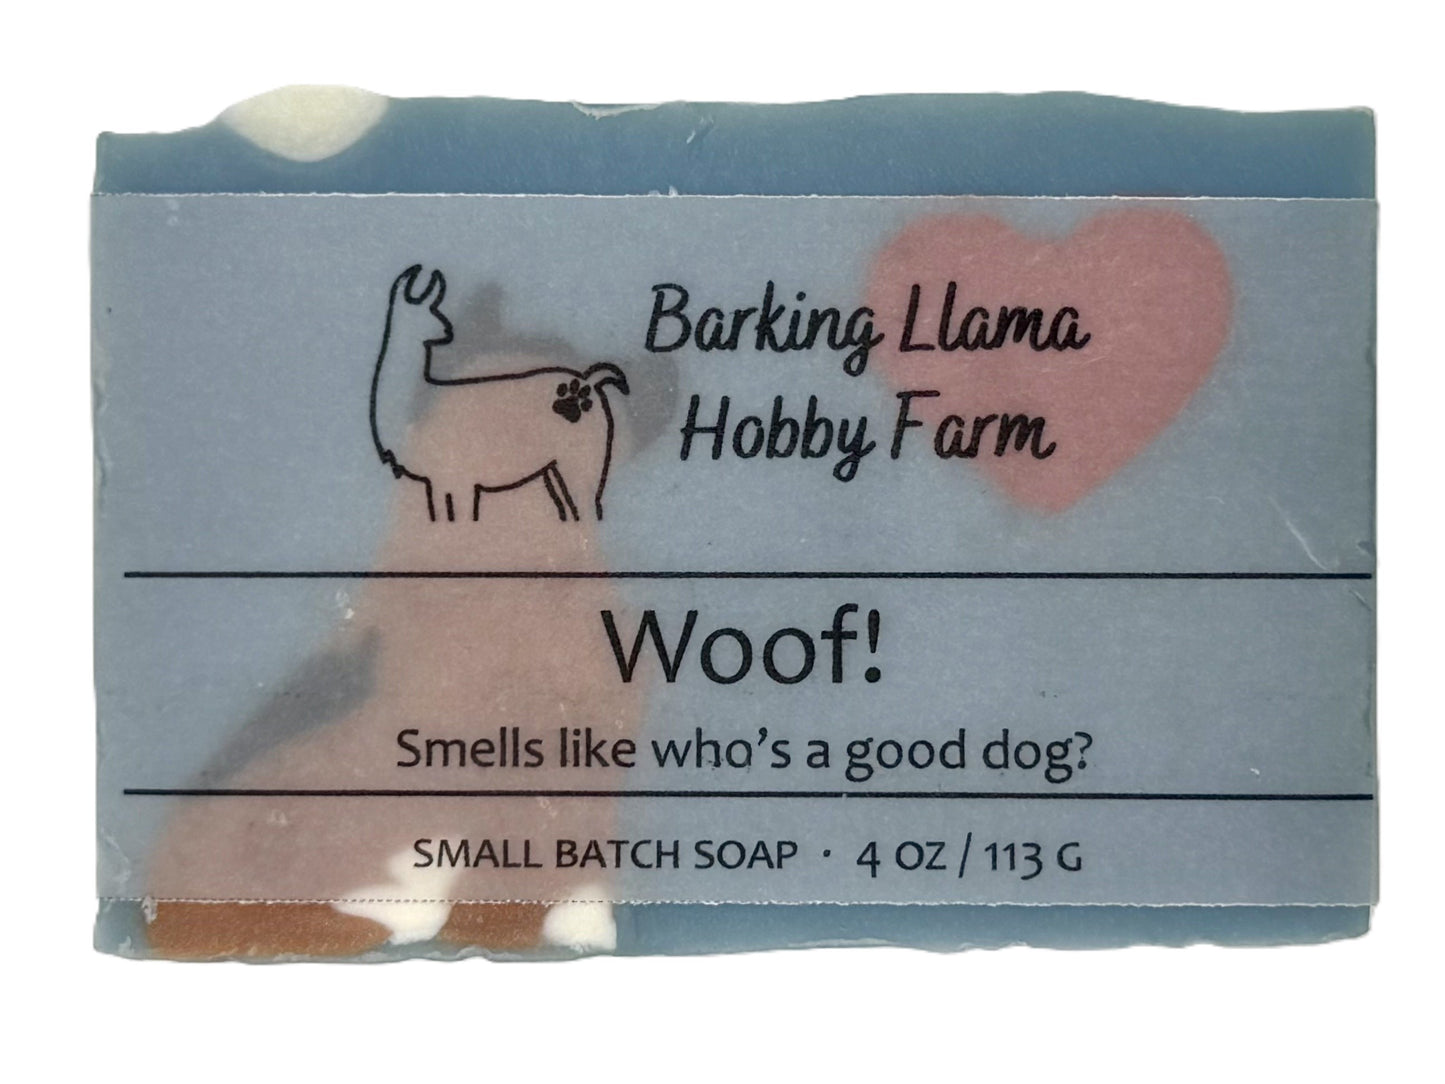 Barking Llama
Hobby Farm
Woof!
Smells like who's a good dog?
SMALL BATCH SOAP · 4 OZ / 113 G